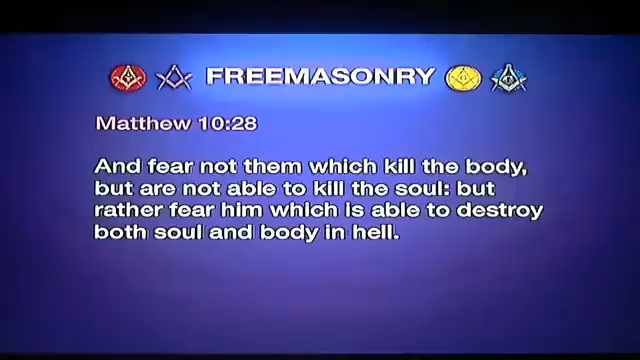 FREEMASONRY
Matthew 10:28
And fear not them which kill the body,
but are not able to kill the soul: but
rather fear him which is able to destroy
both soul and body in hell.